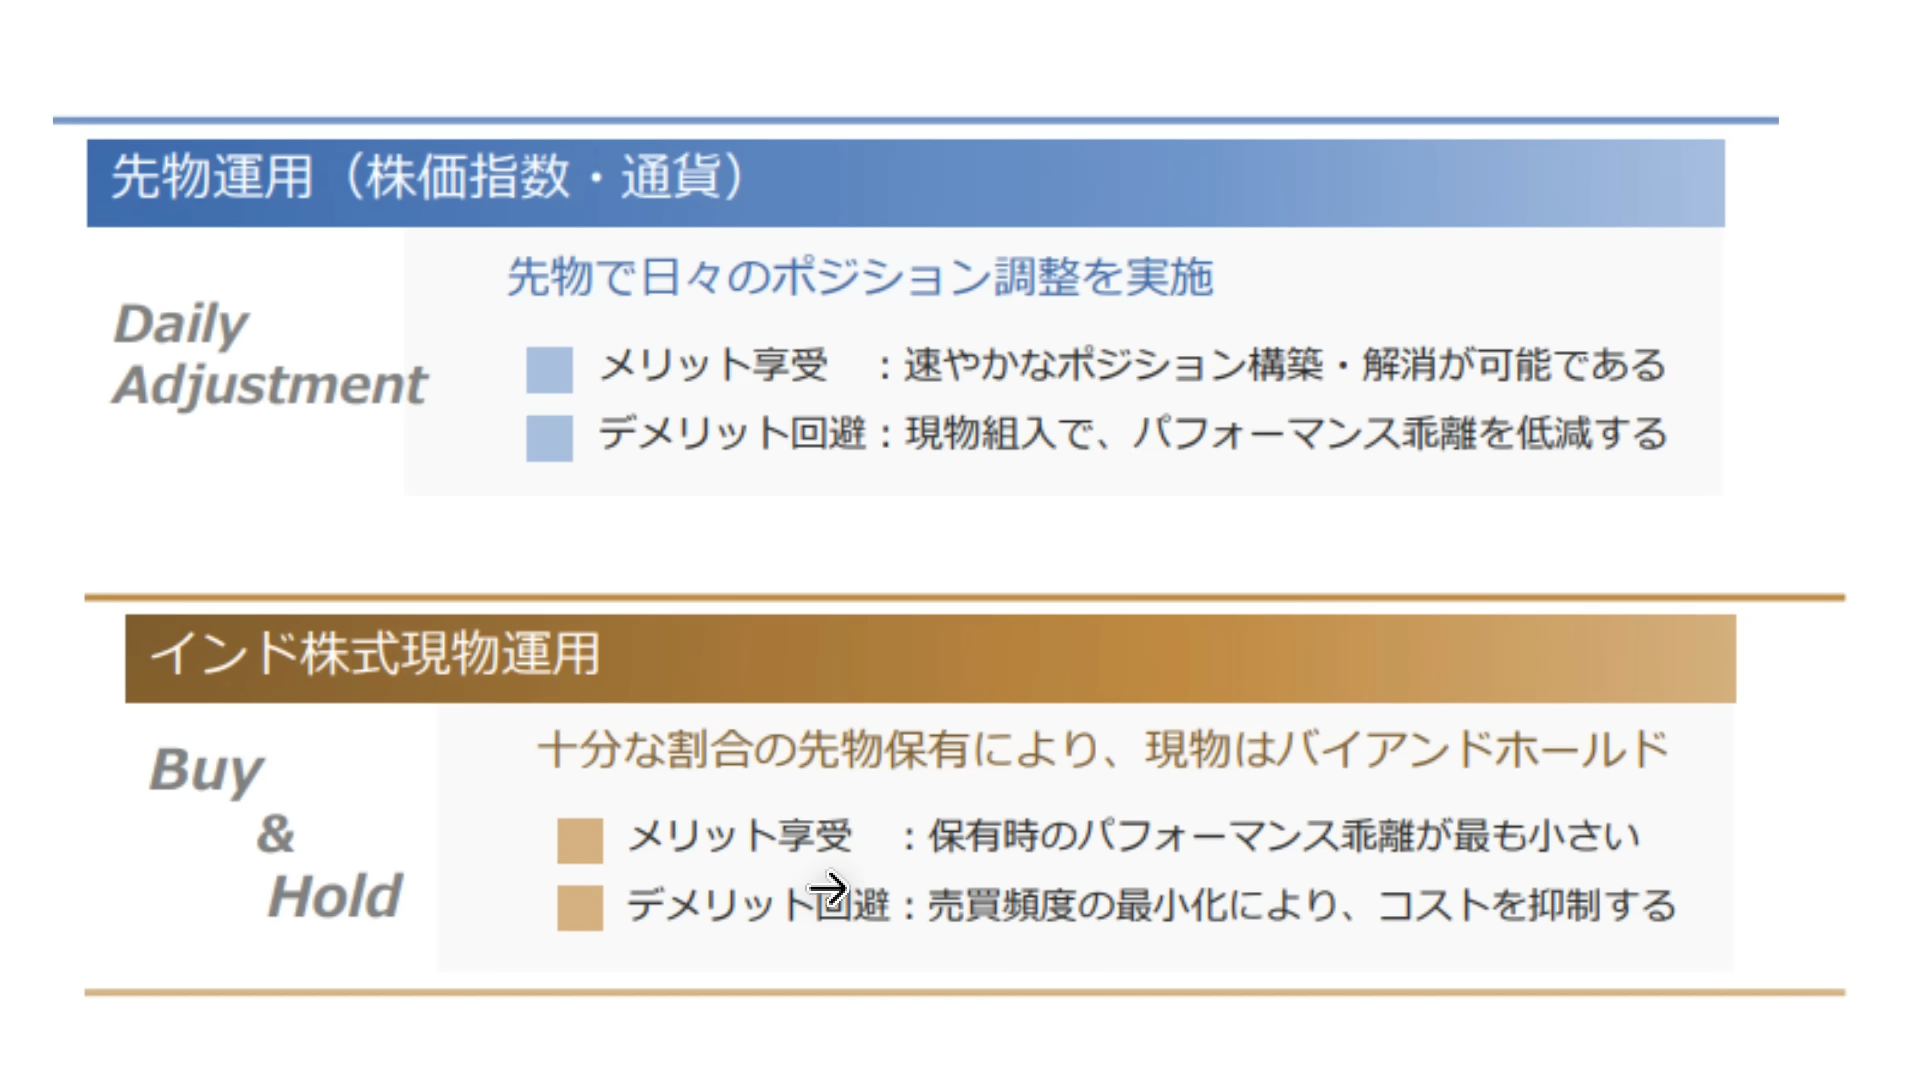 先物運用（株価指数・通貨）
Daily
Adjustment
先物で日々のポジション調整を実施
メリット享受　：速やかなポジション構築・解消が可能である
デメリット回避：現物組入で、パフォーマンス乖離を低減する
インド株式現物運用
Buy
&
Hold
十分な割合の先物保有により、現物はバイアンドホールド
メリット享受　：保有時のパフォーマンス乖離が最も小さい
デメリット回避：売買頻度の最小化により、コストを抑制する